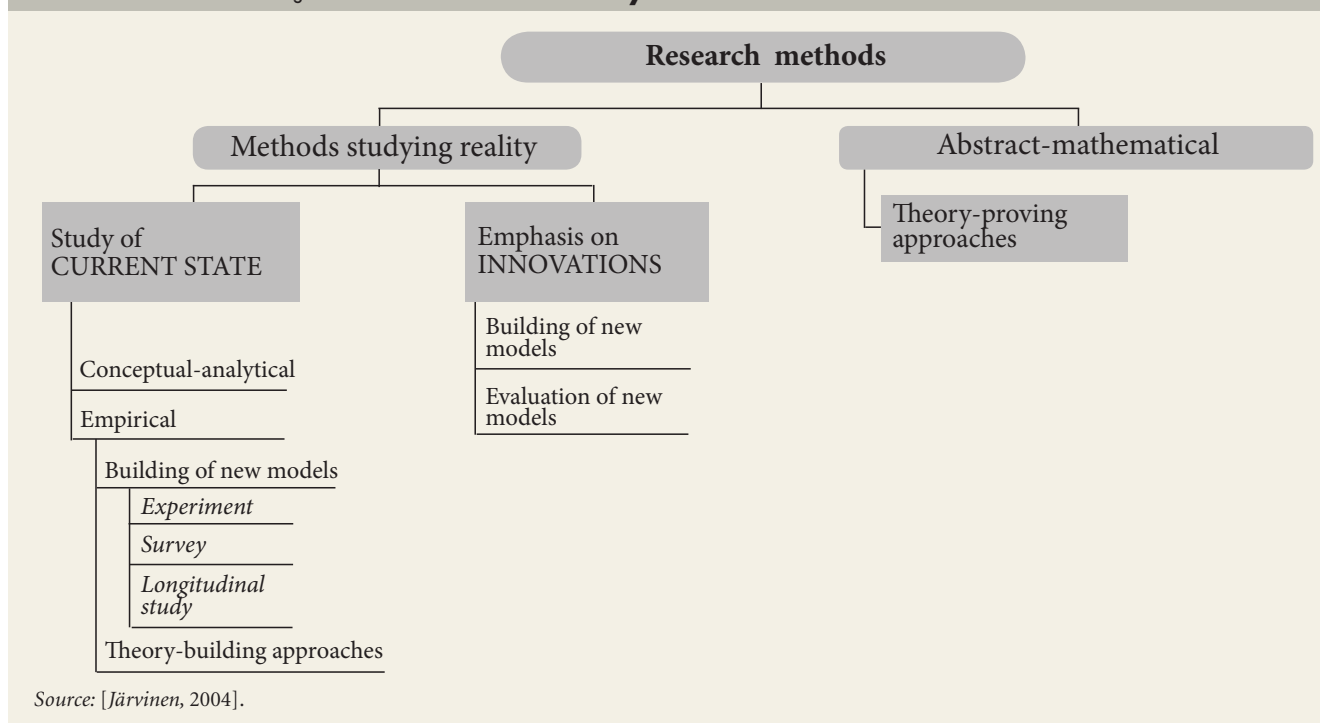 Research methods
Methods studying reality
Abstract-mathematical
Study of
CURRENT STATE
Emphasis on
INNOVATIONS
Theory-proving
approaches
Conceptual-analytical
Empirical
Building of new models
Experiment
Survey
Longitudinal
study
Theory-building approaches
Building of new
models
Evaluation of new
models
Source: [Järvinen, 2004].